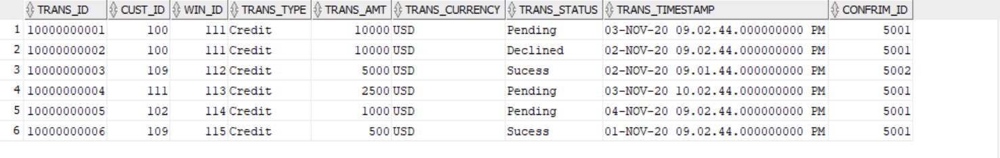 TRANS_ID CUST_ID WIN_ID TRANS_TYPE TRANS_AMT TRANS_CURRENCY TRANS_STATUS TRANS_TIMESTAMP CONFRIM_ID
1 10000000001 100 111 Credit 10000 USD Pending 03-NOV-20 09.02.44.000000000 PM 5001
2 10000000002 100 111 Credit 10000 USD Declined 02-NOV-20 09.02.44.000000000 PM 5001
3 10000000003 109 112 Credit 5000 USD Sucess 02-NOV-20 09.01.44.000000000 PM 5002
4 10000000004 111 113 Credit 2500 USD Pending 03-NOV-20 10.02.44.000000000 PM 5001
5 10000000005 102 114 Credit 1000 USD Pending 04-NOV-20 09.02.44.000000000 PM 5001
6 10000000006 109 115 Credit 500 USD Sucess 01-NOV-20 09.02.44.000000000 PM 5001